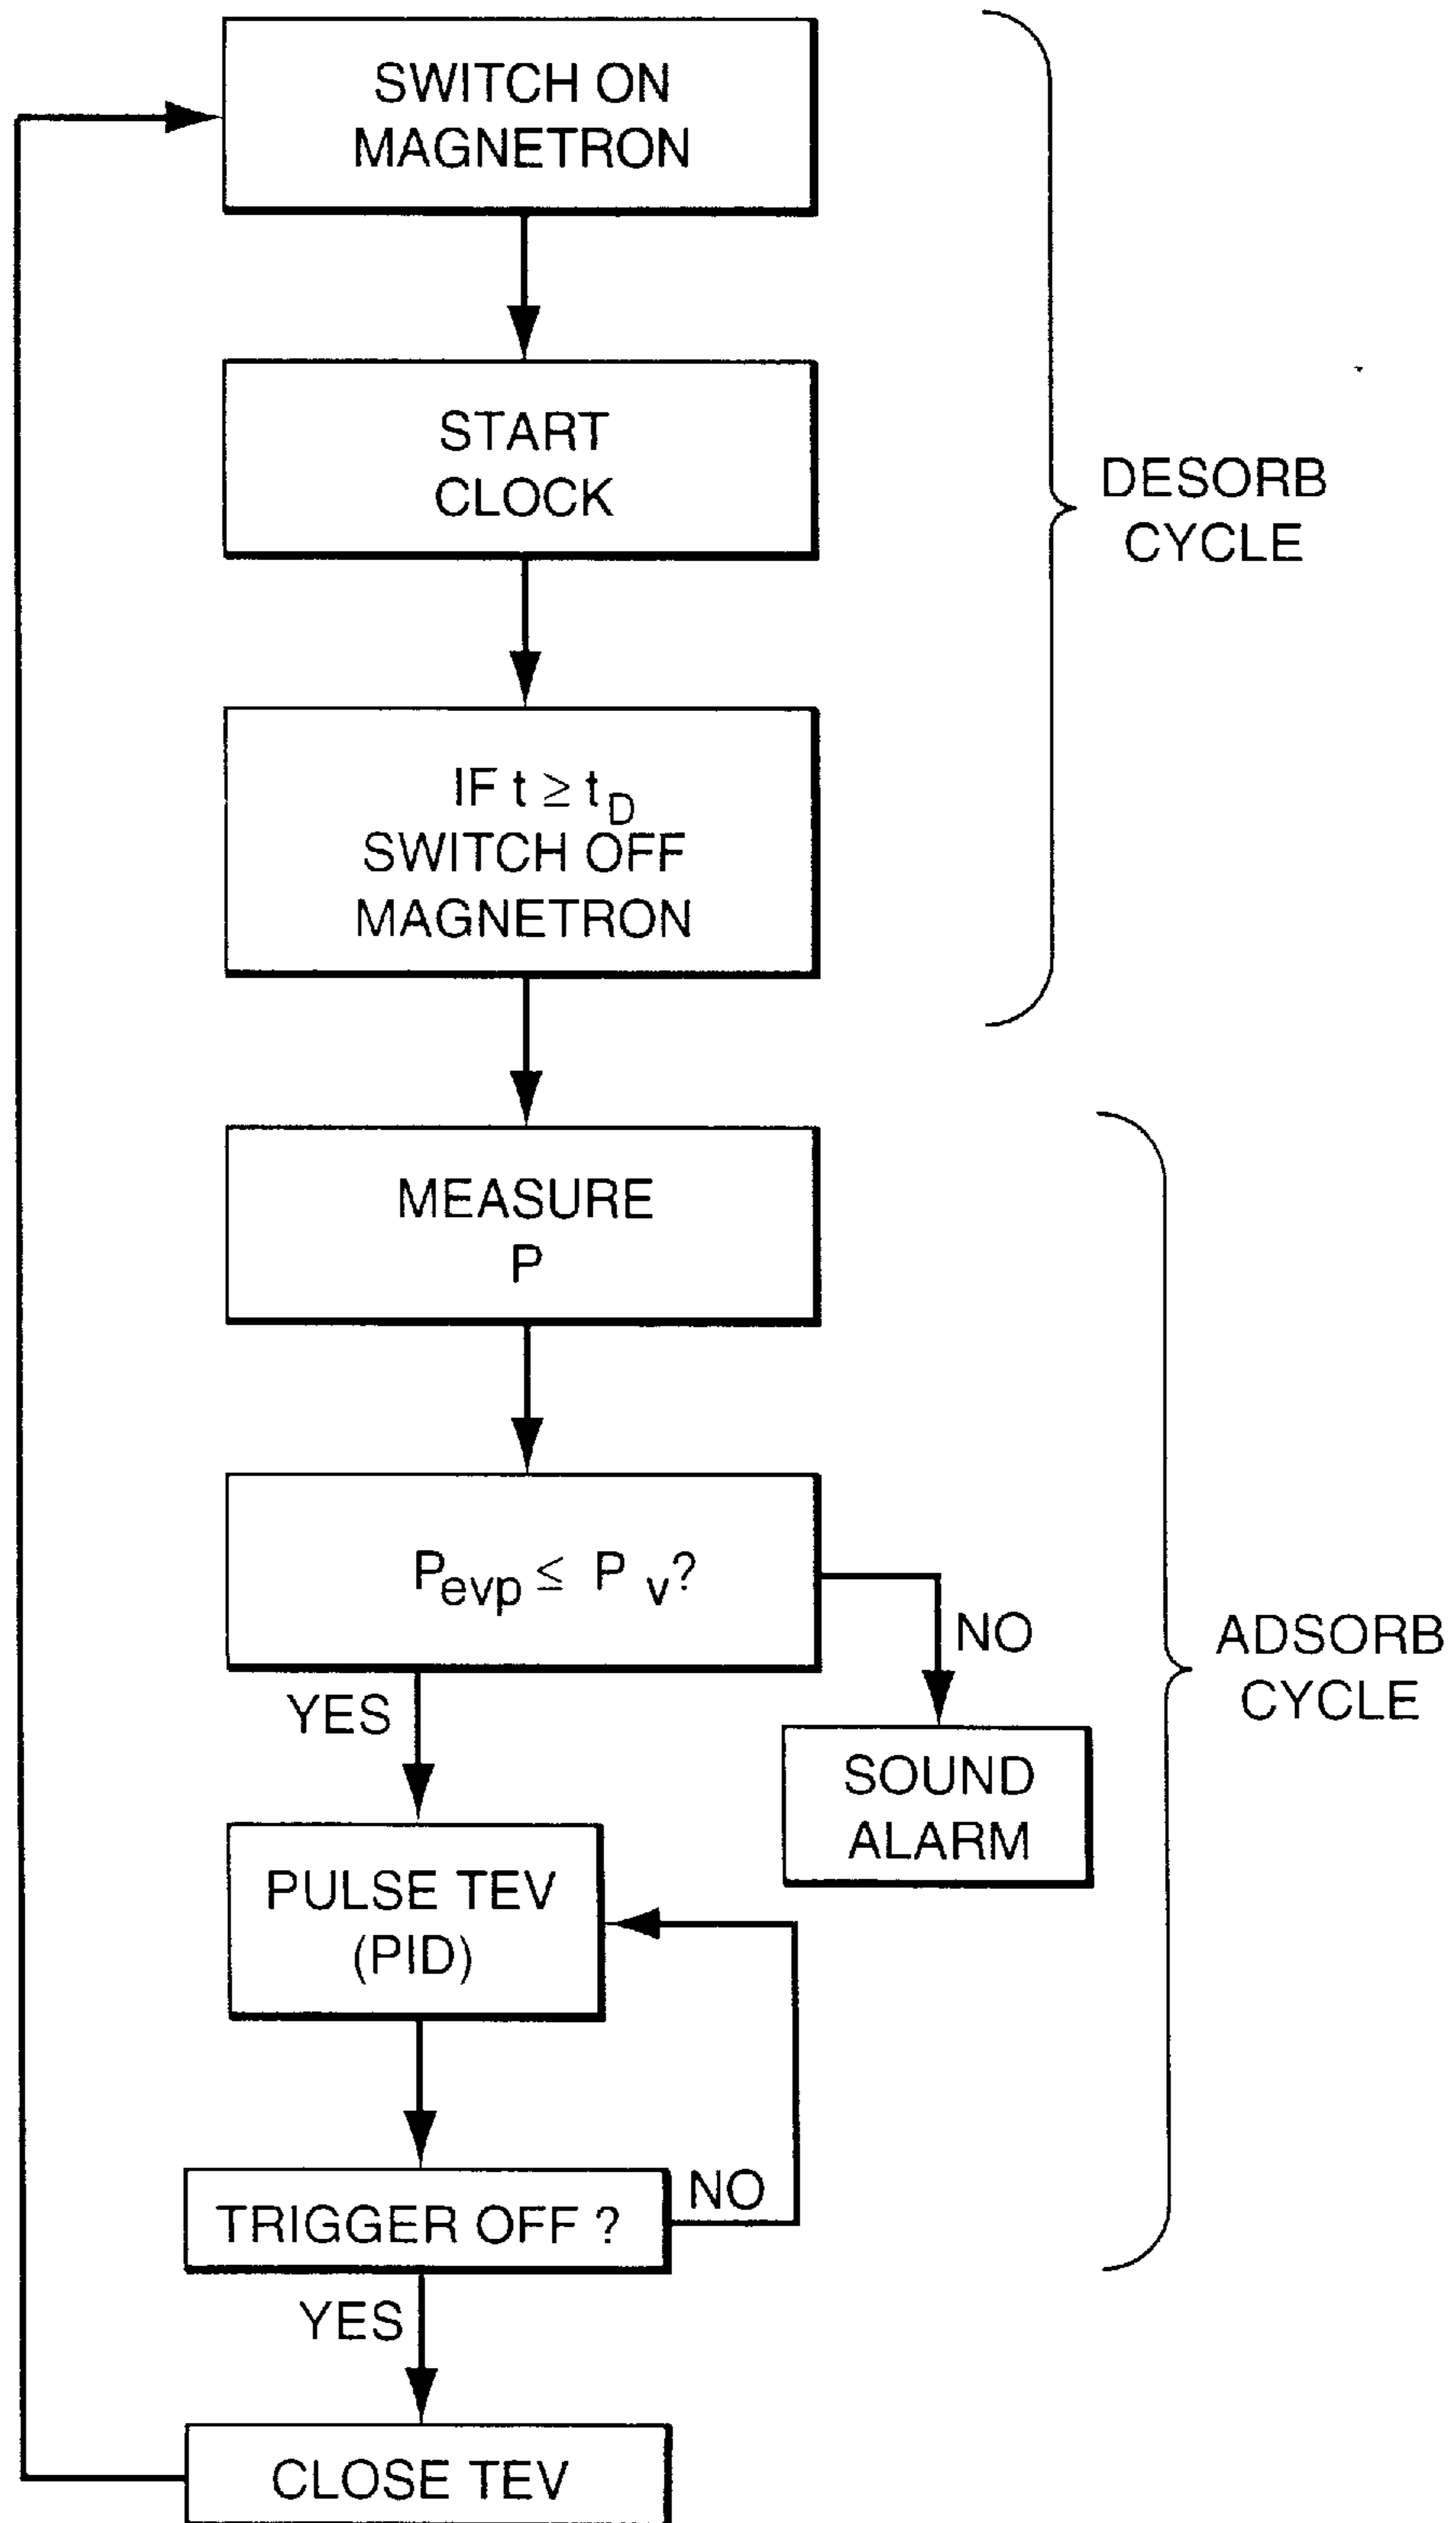 SWITCH ON
MAGNETRON
START
CLOCK
DESORB
CYCLE
IF t ≥ tD
SWITCH OFF
MAGNETRON
MEASURE
P
Pevp ≤ P v?
NO
ADSORB
CYCLE
YES
SOUND
ALARM
PULSE TEV
(PID)
NO
TRIGGER OFF ?
YES
CLOSE TEV